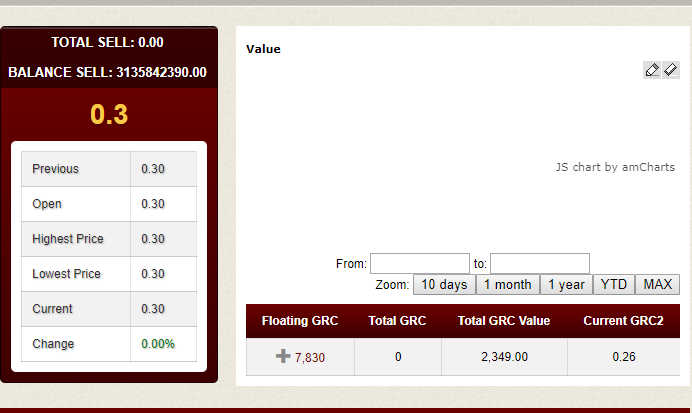 TOTAL SELL: 0.00
BALANCE SELL: 3135842390.00
0.3
Previous 0.30
Open 0.30
Highest Price 0.30
Lowest Price 0.30
Current 0.30
Change 0.00%
Value
JS chart by amCharts
From: to:
Zoom: 10 days 1 month 1 year YTD MAX
Floating GRC Total GRC Total GRC Value Current GRC2
7,830 0 2,349.00 0.26